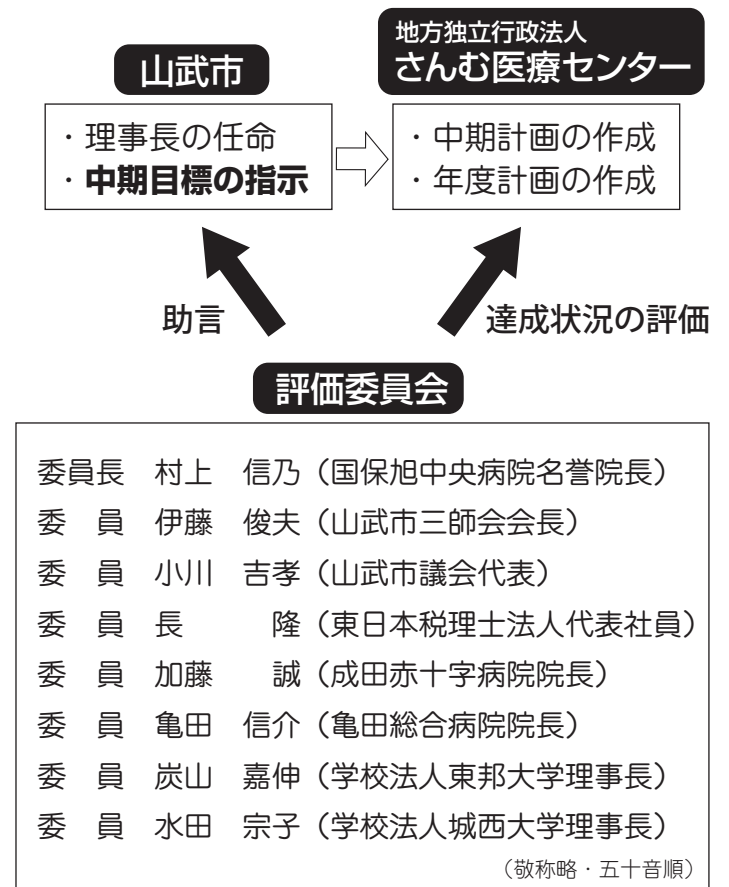 山武市
・理事長の任命
・中期目標の指示
地方独立行政法人
さんむ医療センター
・中期計画の作成
・年度計画の作成
助言
達成状況の評価
評価委員会
委員長　村上　信乃（国保旭中央病院名誉院長）
委　員　伊藤　俊夫（山武市三師会会長）
委　員　小川　吉孝（山武市議会代表）
委　員　長　　　隆（東日本税理士法人代表社員）
委　員　加藤　　誠（成田赤十字病院院長）
委　員　亀田　信介（亀田総合病院院長）
委　員　炭山　嘉伸（学校法人東邦大学理事長）
委　員　水田　宗子（学校法人城西大学理事長）
（敬称略・五十音順）